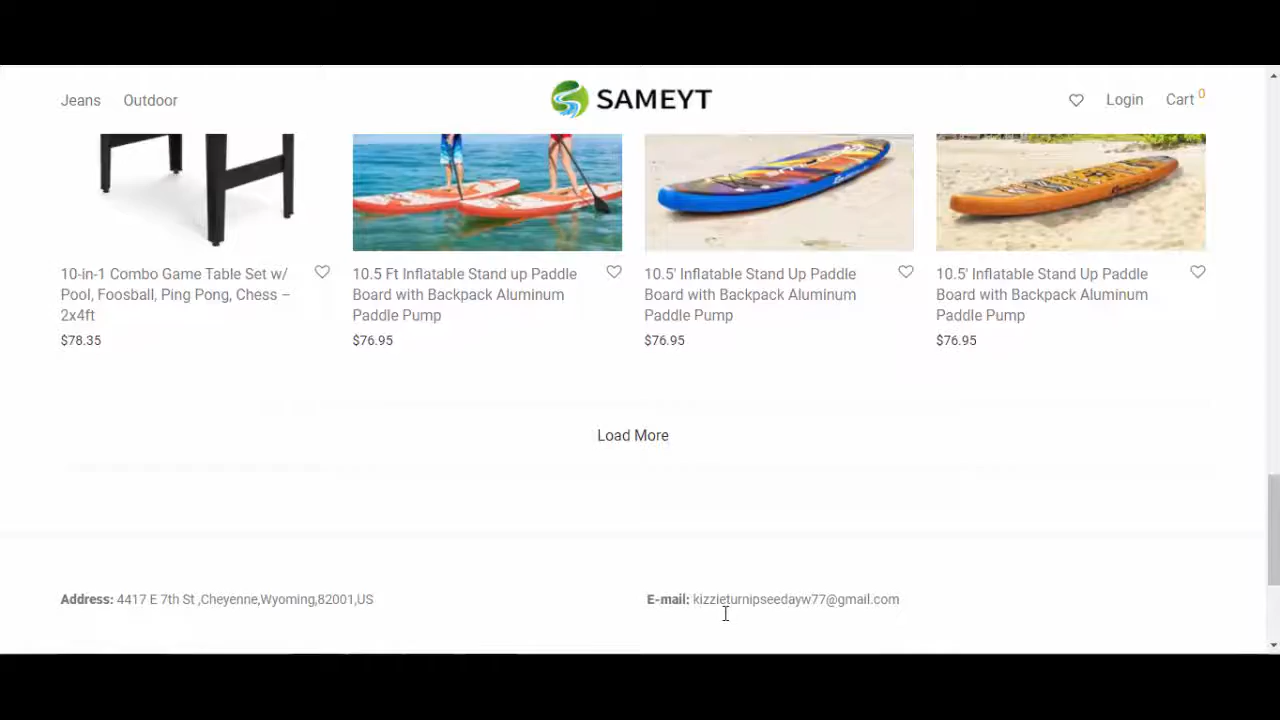 Jeans Outdoor SAMEYT Login Cart 0
10-in-1 Combo Game Table Set w/
Pool, Foosball, Ping Pong, Chess –
2x4ft
$78.35
10.5 Ft Inflatable Stand up Paddle
Board with Backpack Aluminum
Paddle Pump
$76.95
10.5' Inflatable Stand Up Paddle
Board with Backpack Aluminum
Paddle Pump
$76.95
10.5' Inflatable Stand Up Paddle
Board with Backpack Aluminum
Paddle Pump
$76.95
Load More
Address: 4417 E 7th St ,Cheyenne,Wyoming,82001,US
E-mail: kizzieturnipseedayw77@gmail.com